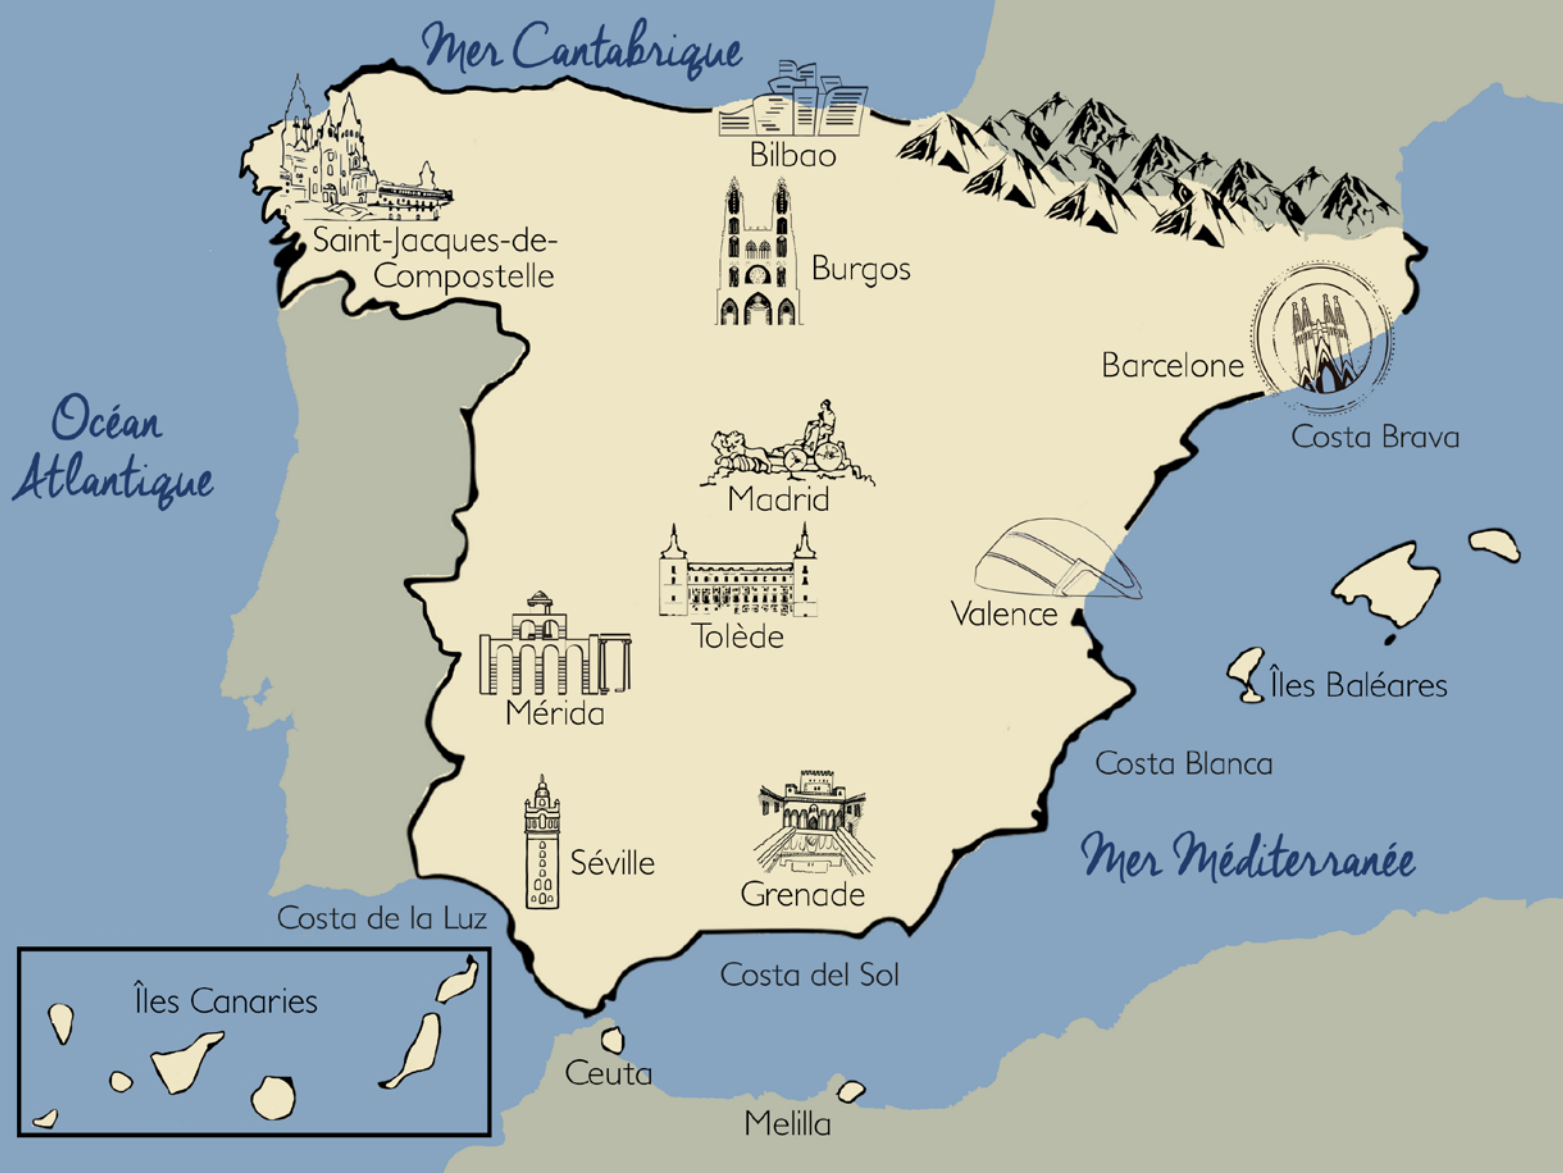 Mer Cantabrique
Bilbao
Saint-Jacques-de-
Compostelle
Burgos
Barcelone
Océan
Atlantique
Costa Brava
Madrid
Valence
Tolède
Îles Baléares
Mérida
Costa Blanca
Mer Méditerranée
Séville
Grenade
Costa de la Luz
Costa del Sol
Îles Canaries
Ceuta
Melilla